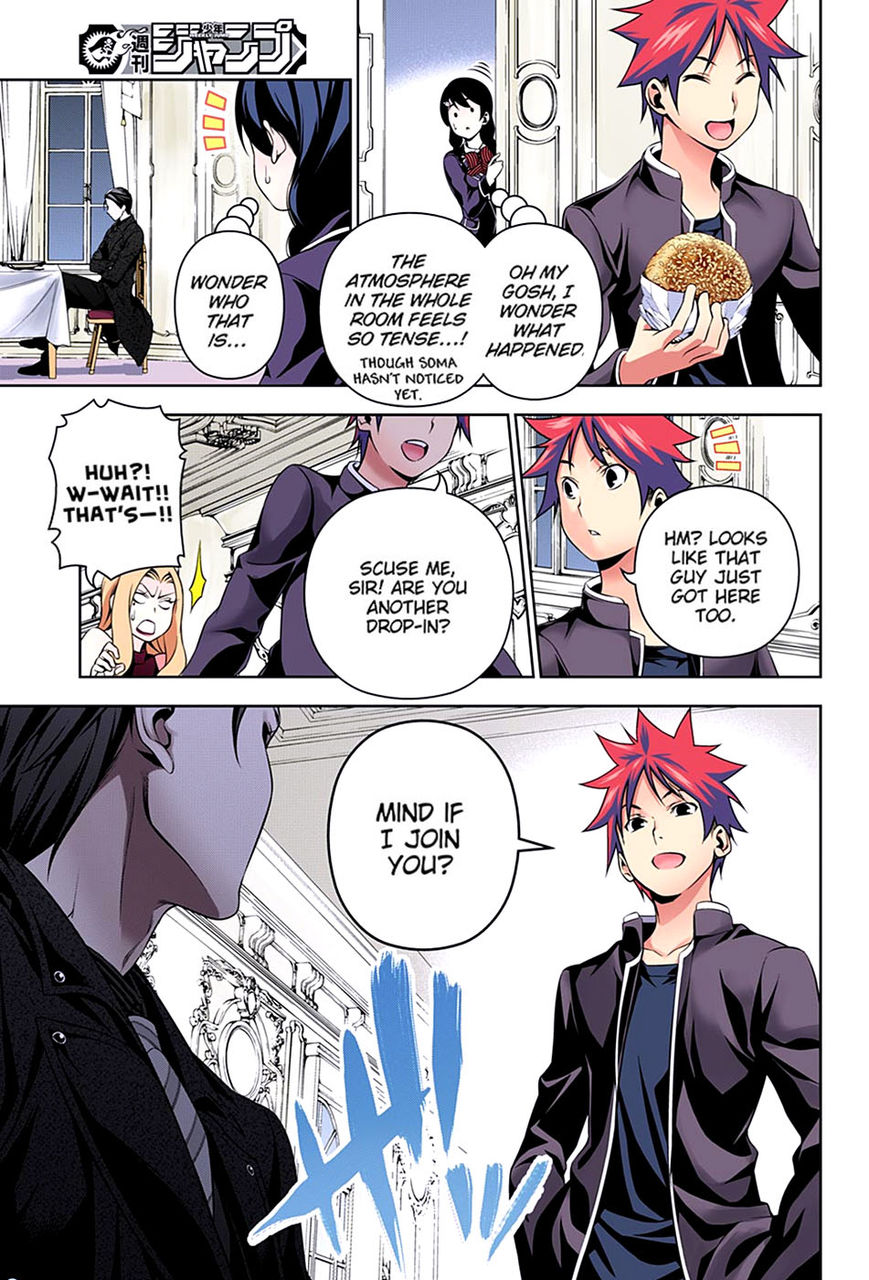 週刊
少年
ジャンプ
OH MY
GOSH, I
WONDER
WHAT
HAPPENED.
THE
ATMOSPHERE
IN THE WHOLE
ROOM FEELS
SO TENSE...!
THOUGH SOMA
HASN'T NOTICED
YET.
WONDER
WHO
THAT
IS...
HM? LOOKS
LIKE THAT
GUY JUST
GOT HERE
TOO.
SCUSE ME,
SIR! ARE YOU
ANOTHER
DROP-IN?
HUH?!
W-WAIT!!
THAT'S—!!
MIND IF
I JOIN
YOU?